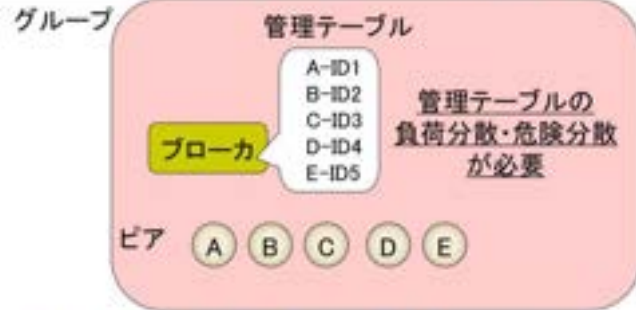 グループ
管理テーブル
A-ID1
B-ID2
C-ID3
D-ID4
E-ID5
ブローカ
管理テーブルの
負荷分散・危険分散
が必要
ピア A B C D E